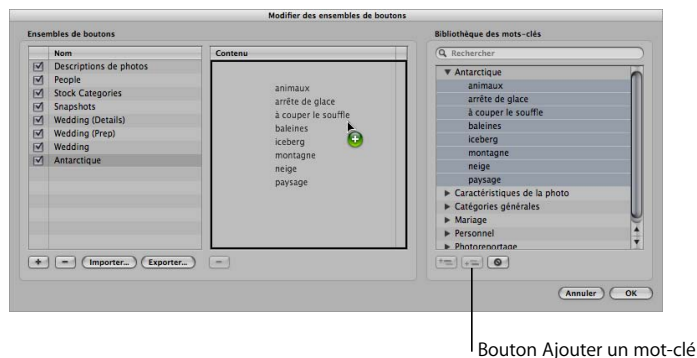 Modifier des ensembles de boutons
Ensembles de boutons
Nom
Descriptions de photos
People
Stock Categories
Snapshots
Wedding (Details)
Wedding (Prep)
Wedding
Antarctique
Importer...
Exporter...
Contenu
animaux
arrête de glace
à couper le souffle
baleines
iceberg
montagne
neige
paysage
Bibliothèque des mots-clés
Rechercher
Antarctique
animaux
arrête de glace
à couper le souffle
baleines
iceberg
montagne
neige
paysage
Caractéristiques de la photo
Catégories générales
Mariage
Personnel
Photoreportage
Annuler
OK
Bouton Ajouter un mot-clé